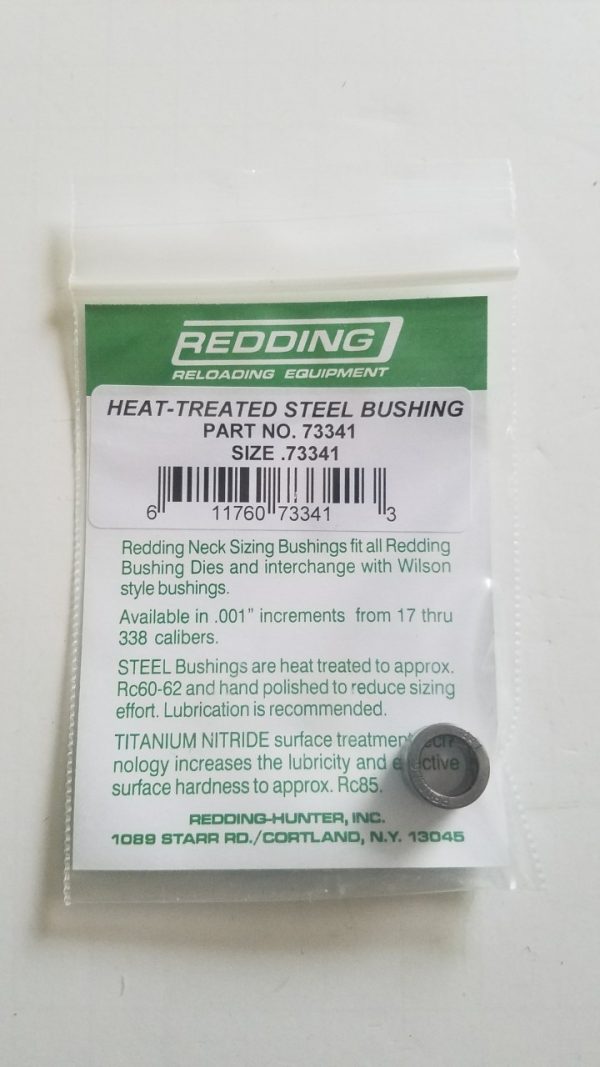 REDDING
RELOADING EQUIPMENT
HEAT-TREATED STEEL BUSHING
PART NO. 73341
SIZE .73341
6 11760 73341 3
Redding Neck Sizing Bushings fit all Redding
Bushing Dies and interchange with Wilson
style bushings.
Available in .001" increments from 17 thru
338 calibers.
STEEL Bushings are heat treated to approx.
Rc60-62 and hand polished to reduce sizing
effort. Lubrication is recommended.
TITANIUM NITRIDE surface treatment
nology increases the lubricity and
surface hardness to approx. Rc85.
REDDING-HUNTER, INC.
1089 STARR RD./CORTLAND, N.Y. 13045